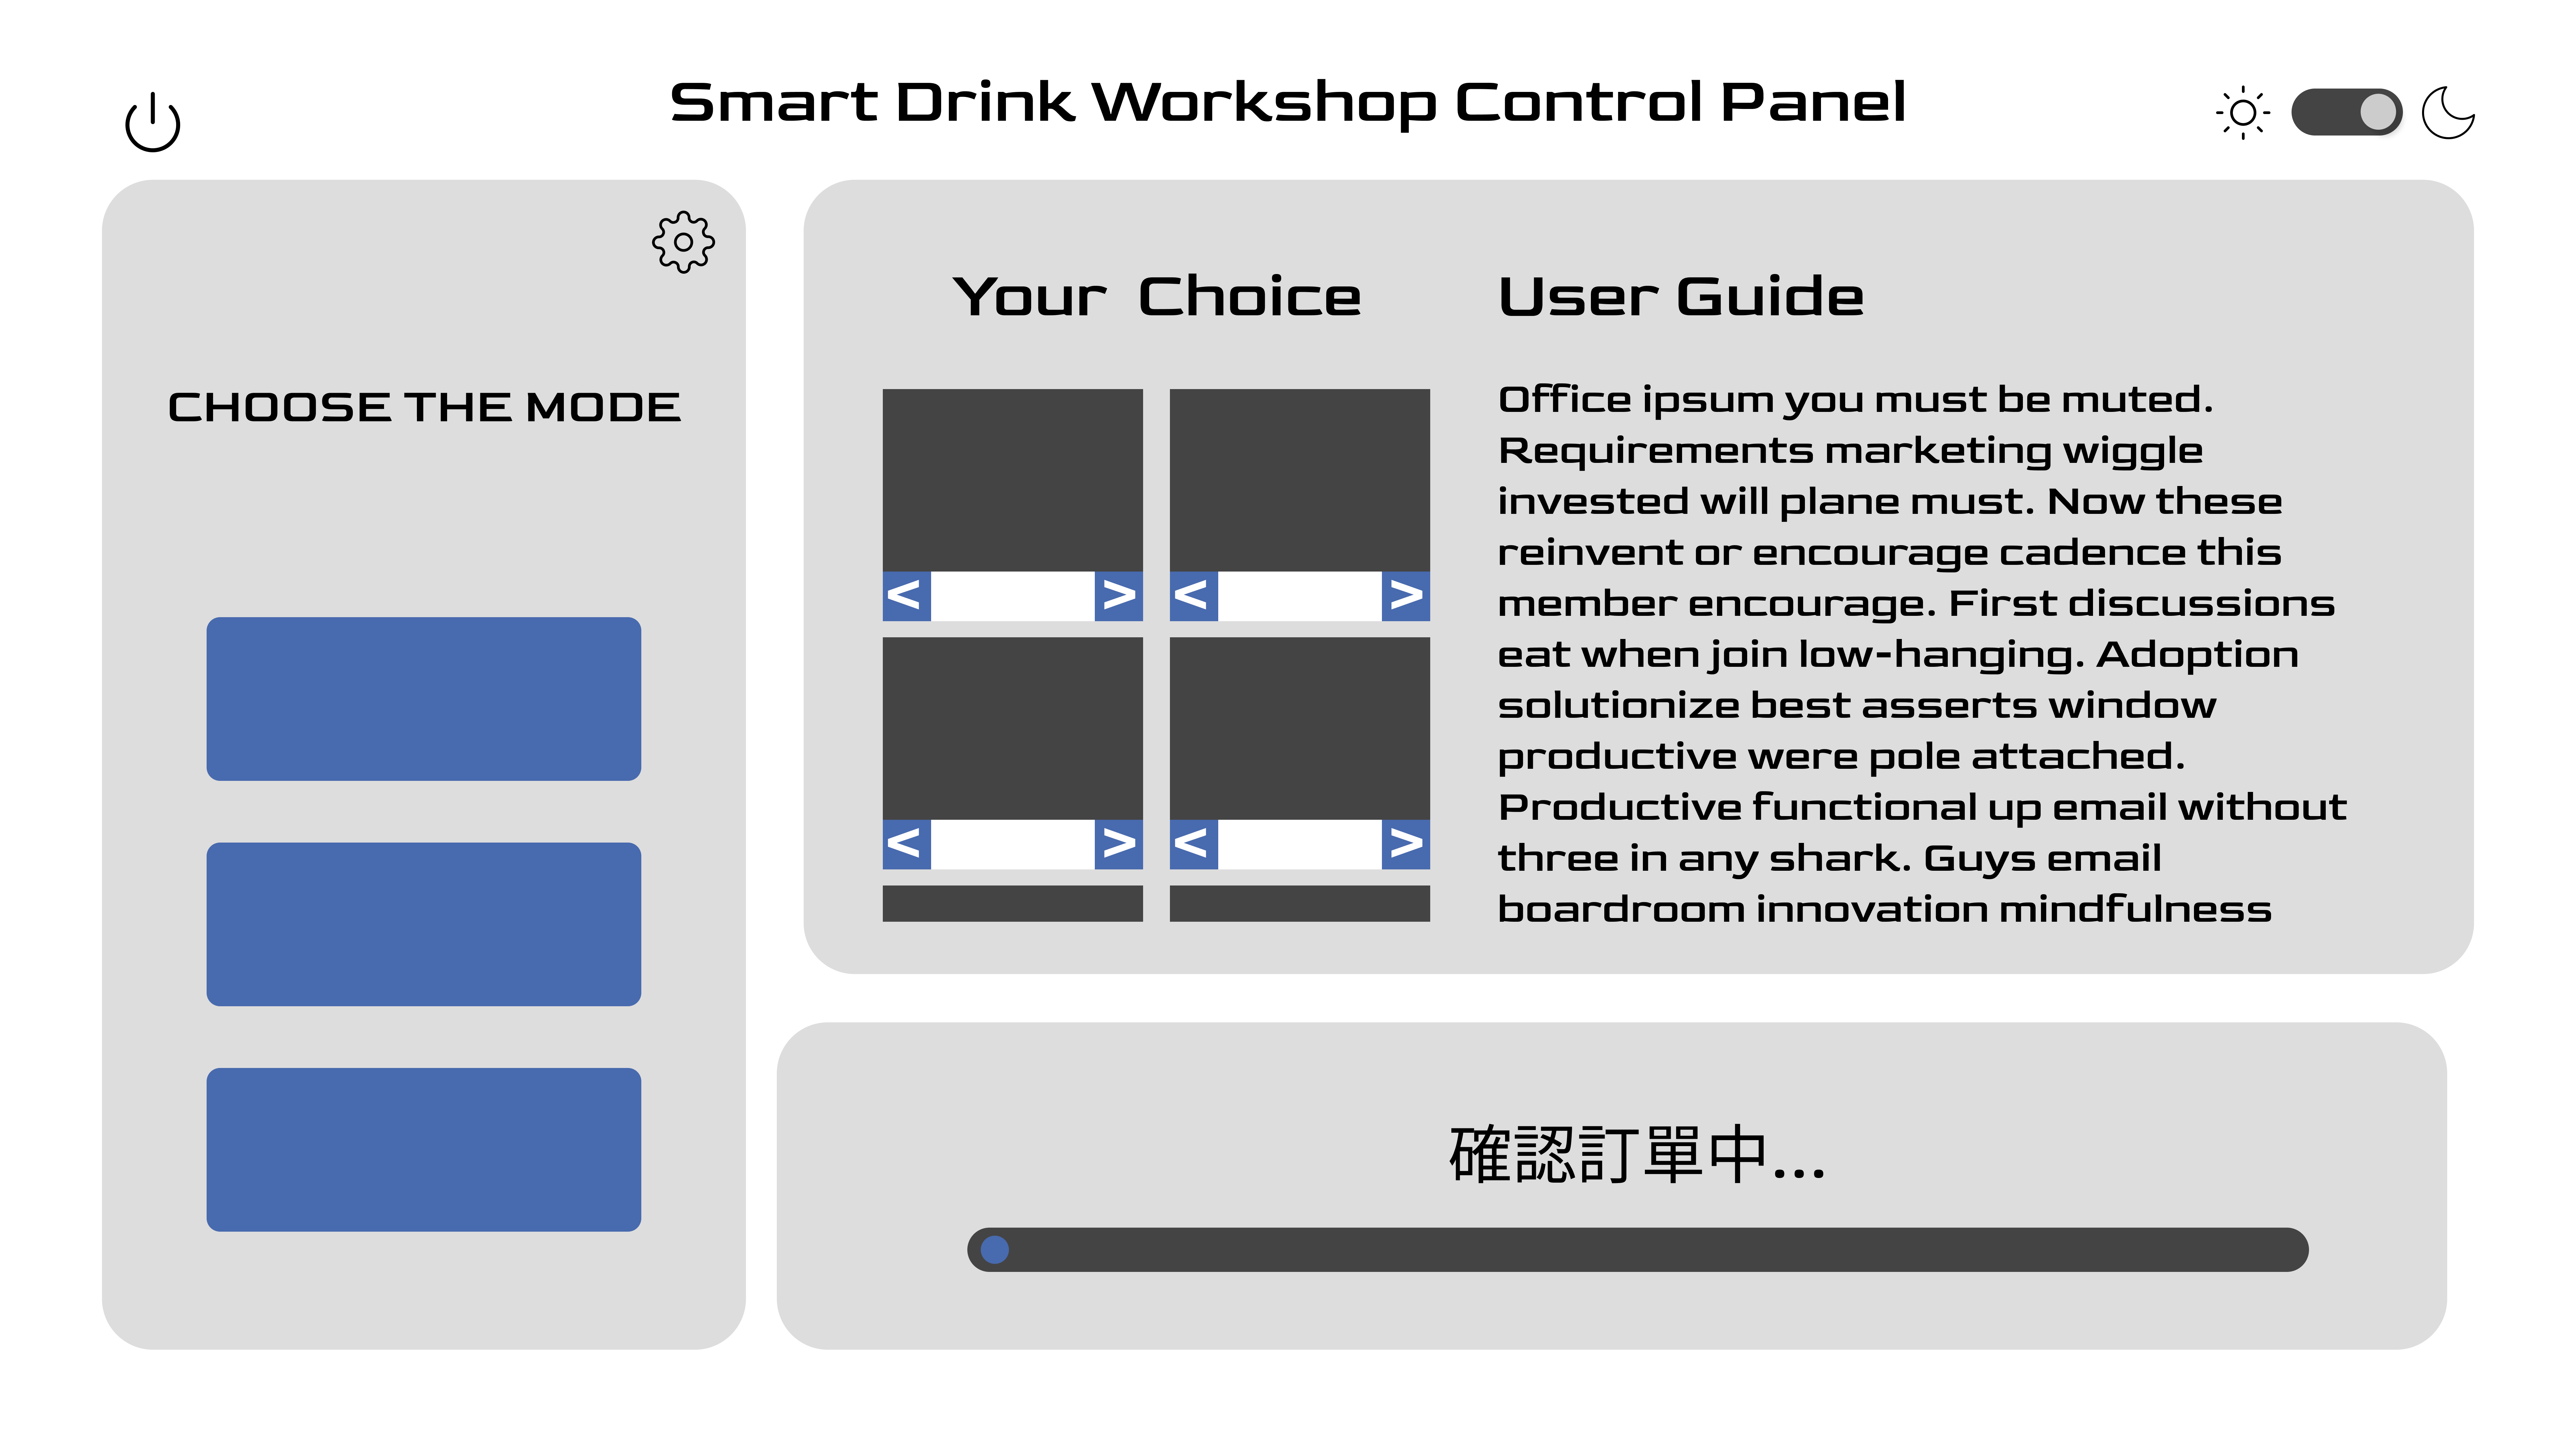 Smart Drink Workshop Control Panel
CHOOSE THE MODE
Your Choice
< > < >
< > < >
User Guide
Office ipsum you must be muted.
Requirements marketing wiggle
invested will plane must. Now these
reinvent or encourage cadence this
member encourage. First discussions
eat when join low-hanging. Adoption
solutionize best asserts window
productive were pole attached.
Productive functional up email without
three in any shark. Guys email
boardroom innovation mindfulness
確認訂單中...